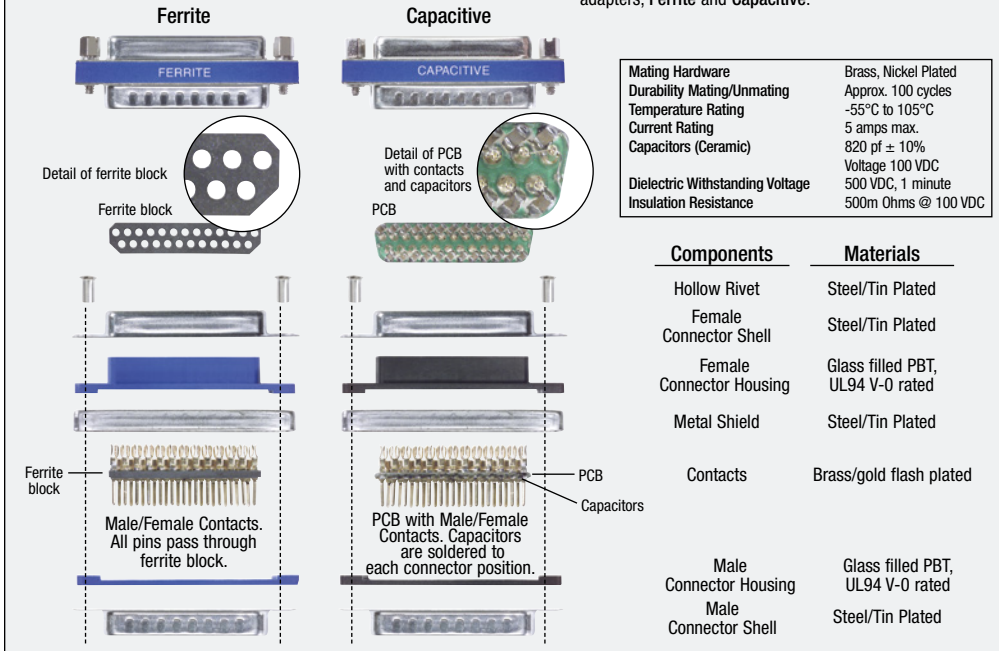 adapters, Ferrite and Capacitive.
Ferrite
Capacitive
FERRITE
CAPACITIVE
Detail of ferrite block
Ferrite block
Detail of PCB
with contacts
and capacitors
PCB
Ferrite
block
Male/Female Contacts.
All pins pass through
ferrite block.
PCB
Capacitors
PCB with Male/Female
Contacts. Capacitors
are soldered to
each connector position.
Mating Hardware Brass, Nickel Plated
Durability Mating/Unmating Approx. 100 cycles
Temperature Rating -55°C to 105°C
Current Rating 5 amps max.
Capacitors (Ceramic) 820 pf ± 10%
Voltage 100 VDC
Dielectric Withstanding Voltage 500 VDC, 1 minute
Insulation Resistance 500m Ohms @ 100 VDC
Components Materials
Hollow Rivet Steel/Tin Plated
Female
Connector Shell Steel/Tin Plated
Female Glass filled PBT,
Connector Housing UL94 V-0 rated
Metal Shield Steel/Tin Plated
Contacts Brass/gold flash plated
Male Glass filled PBT,
Connector Housing UL94 V-0 rated
Male
Connector Shell Steel/Tin Plated